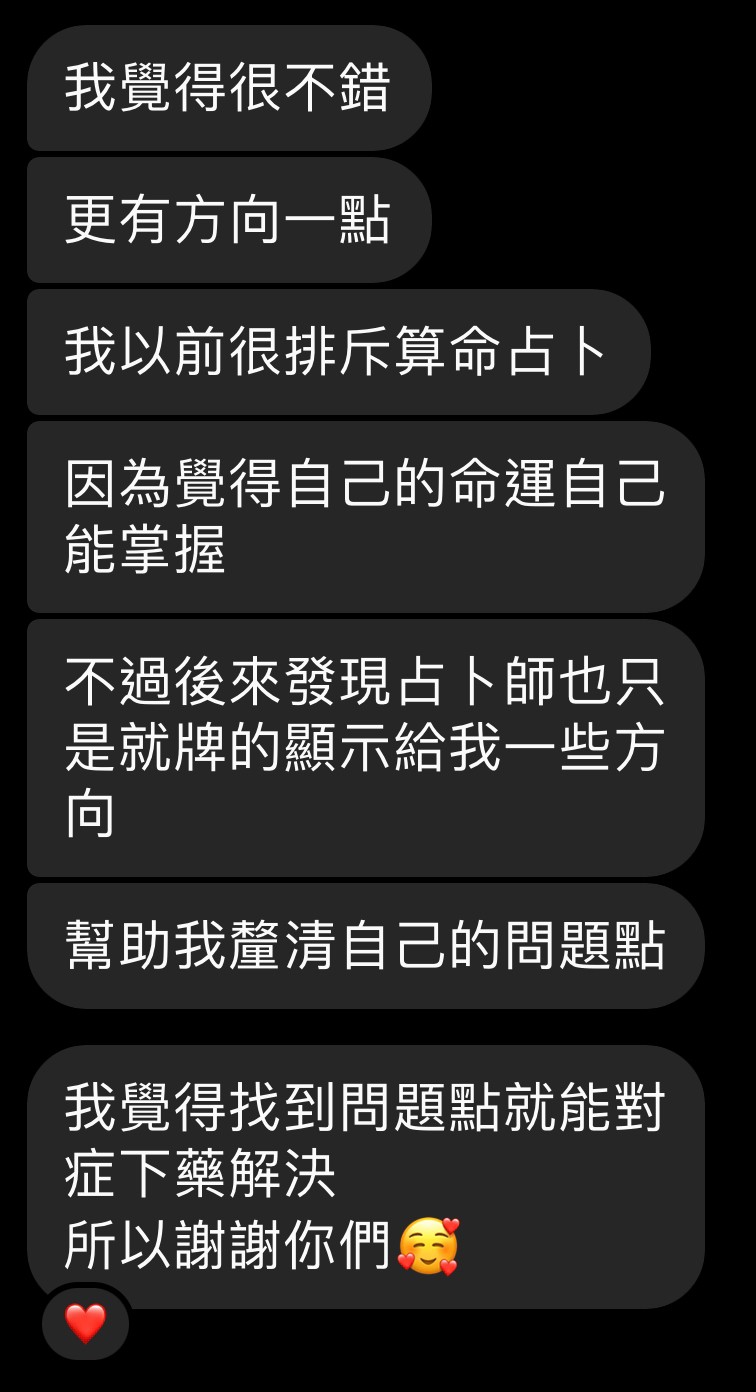 我覺得很不錯
更有方向一點
我以前很排斥算命占卜
因為覺得自己的命運自己
能掌握
不過後來發現占卜師也只
是就牌的顯示給我一些方
向
幫助我釐清自己的問題點
我覺得找到問題點就能對
症下藥解決
所以謝謝你們🥰